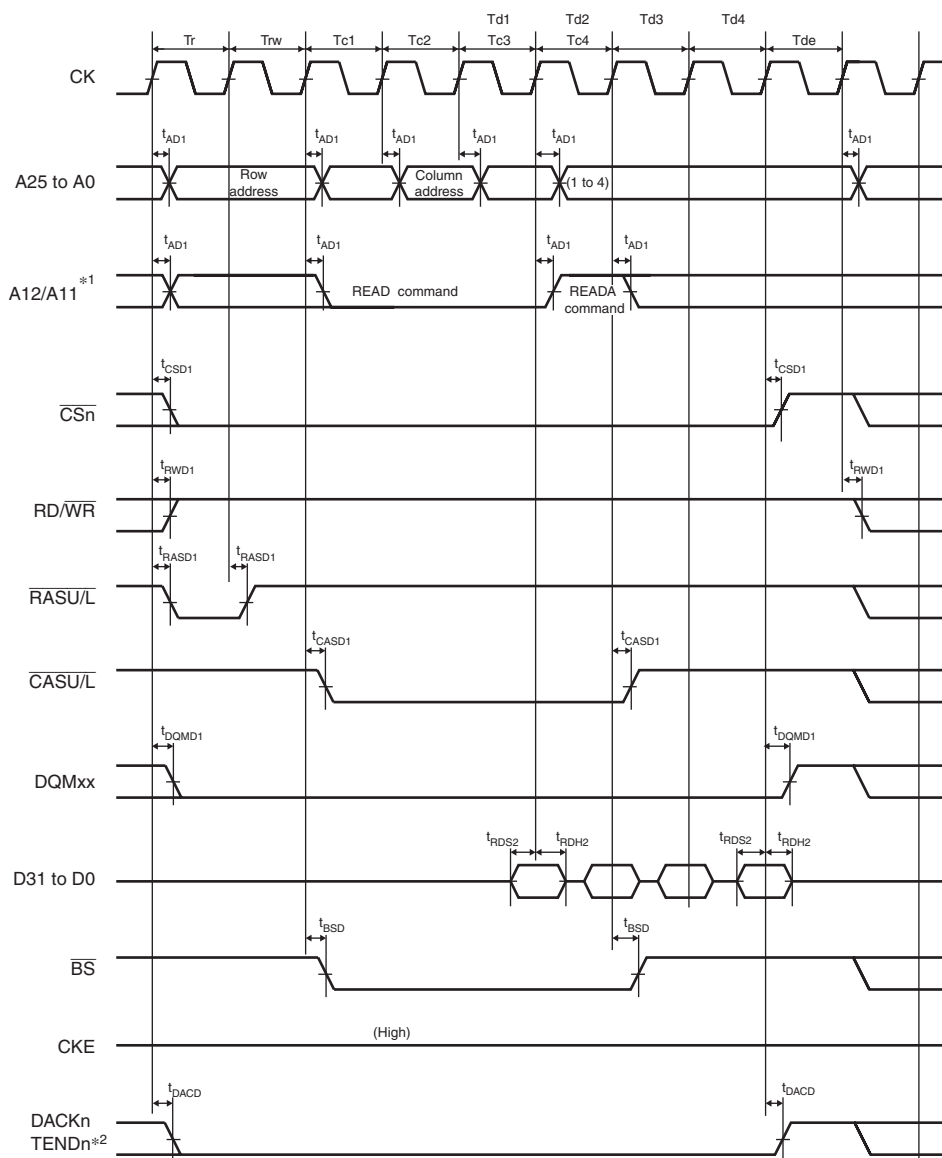 Td1 Td2 Td3 Td4
Tr Trw Tc1 Tc2 Tc3 Tc4 Tde
CK
tAD1 tAD1 tAD1 tAD1 tAD1 tAD1
A25 to A0
Row address
Column address
(1 to 4)
tAD1 tAD1 tAD1 tAD1
A12/A11*1
READ command
READA command
tCSD1 tCSD1
CSn
tRWD1 tRWD1
RD/WR
tRASD1 tRASD1
RASU/L
tCASD1 tCASD1
CASU/L
tDQMD1 tDQMD1
DQMxx
tRDS2 tRDH2 tRDS2 tRDH2
D31 to D0
tBSD tBSD
BS
(High)
CKE
tDACD tDACD
DACKn
TENDn*2